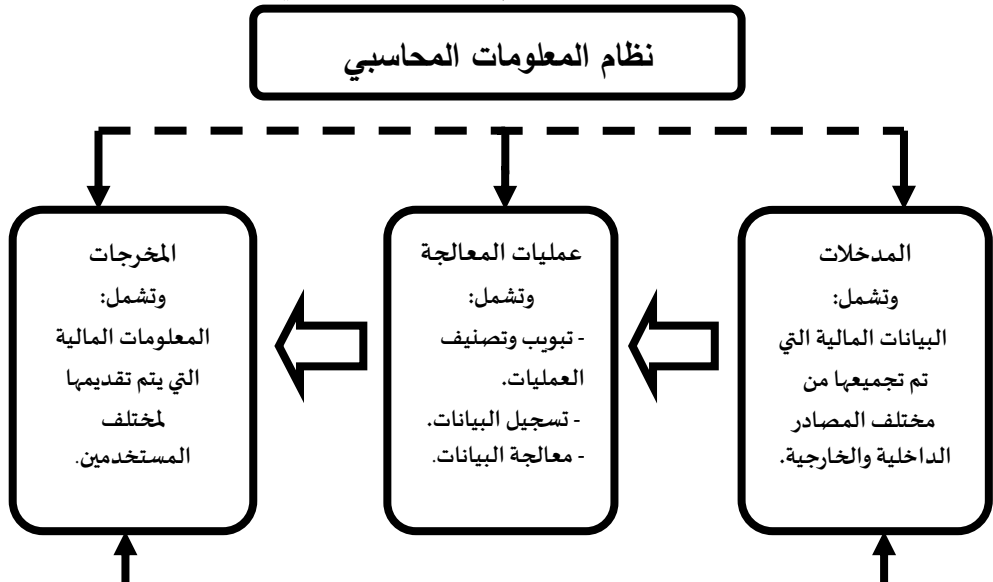 نظام المعلومات المحاسبي
المدخلات
وتشمل:
البيانات المالية التي
تم تجميعها من
مختلف المصادر
الداخلية والخارجية.
عمليات المعالجة
وتشمل:
- تبويب وتصنيف
العمليات.
- تسجيل البيانات.
- معالجة البيانات.
المخرجات
وتشمل:
المعلومات المالية
التي يتم تقديمها
لمختلف
المستخدمين.